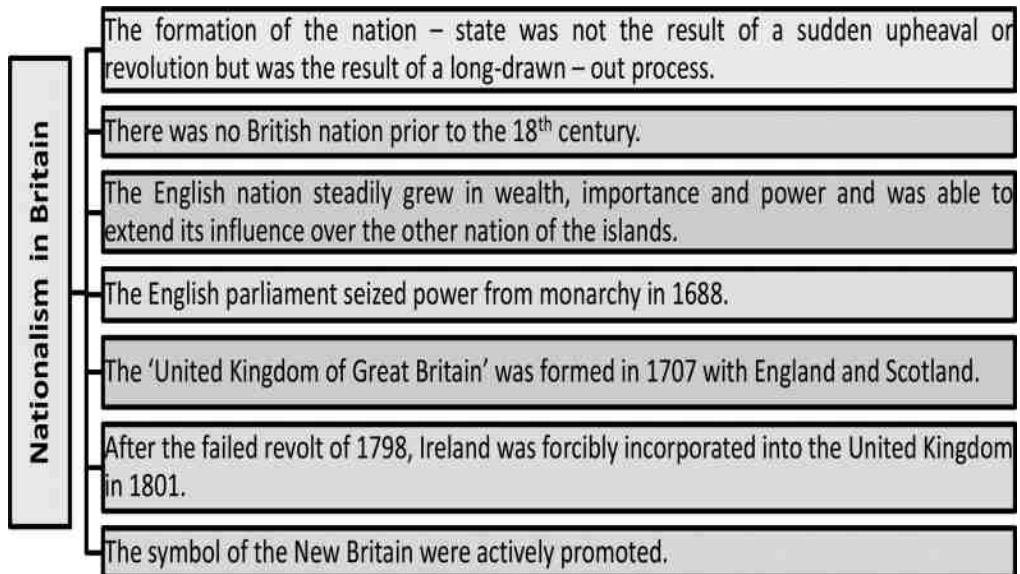 Nationalism in Britain
The formation of the nation – state was not the result of a sudden upheaval or
revolution but was the result of a long-drawn – out process.
There was no British nation prior to the 18th century.
The English nation steadily grew in wealth, importance and power and was able to
extend its influence over the other nation of the islands.
The English parliament seized power from monarchy in 1688.
The ‘United Kingdom of Great Britain’ was formed in 1707 with England and Scotland.
After the failed revolt of 1798, Ireland was forcibly incorporated into the United Kingdom
in 1801.
The symbol of the New Britain were actively promoted.